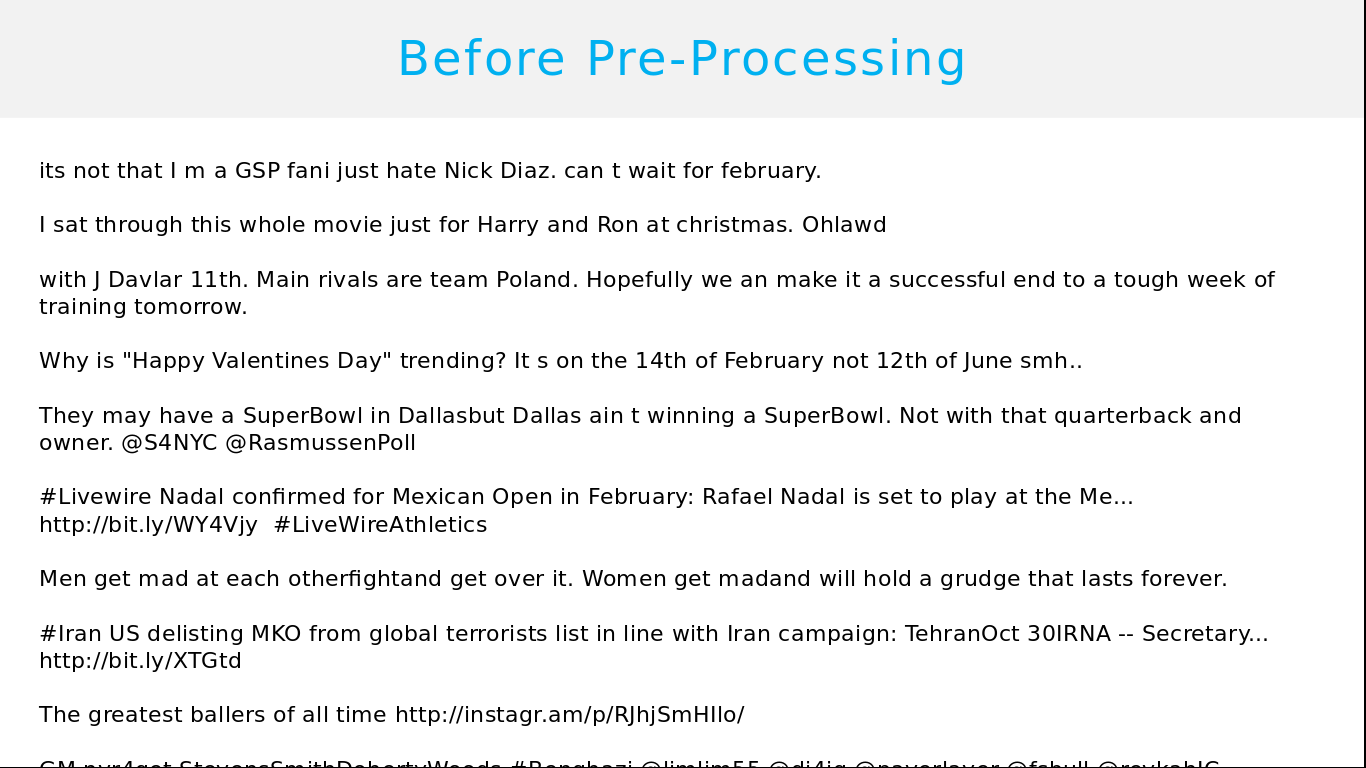 Before Pre-Processing
its not that I m a GSP fani just hate Nick Diaz. can t wait for february.
I sat through this whole movie just for Harry and Ron at christmas. Ohlawd
with J Davlar 11th. Main rivals are team Poland. Hopefully we an make it a successful end to a tough week of
training tomorrow.
Why is "Happy Valentines Day" trending? It s on the 14th of February not 12th of June smh..
They may have a SuperBowl in Dallasbut Dallas ain t winning a SuperBowl. Not with that quarterback and
owner. @S4NYC @RasmussenPoll
#Livewire Nadal confirmed for Mexican Open in February: Rafael Nadal is set to play at the Me...
http://bit.ly/WY4Vjy  #LiveWireAthletics
Men get mad at each otherfightand get over it. Women get madand will hold a grudge that lasts forever.
#Iran US delisting MKO from global terrorists list in line with Iran campaign: TehranOct 30IRNA -- Secretary...
http://bit.ly/XTGtd
The greatest ballers of all time http://instagr.am/p/RJhjSmHIlo/
GM